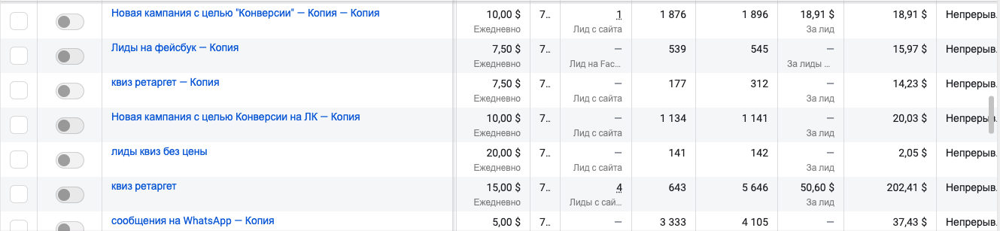 Новая кампания с целью "Конверсии" — Копия — Копия 10,00 $ 7.. 1 1 876 1 896 18,91 $ 18,91 $ Непрерыв.
Ежедневно Лид с сайта За лид
Лиды на фейсбук — Копия 7,50 $ 7.. — 539 545 — 15,97 $ Непрерыв.
Ежедневно Лид на Fac... За лиды ...
квиз ретаргет — Копия 7,50 $ 7.. — 177 312 — 14,23 $ Непрерыв.
Ежедневно Лид с сайта За лид
Новая кампания с целью Конверсии на ЛК — Копия 10,00 $ 7.. — 1 134 1 141 — 20,03 $ Непрерыв.
Ежедневно Лид с сайта За лид
лиды квиз без цены 20,00 $ 7.. — 141 142 — 2,05 $ Непрерыв.
Ежедневно Лид с сайта За лид
квиз ретаргет 15,00 $ 7.. 4 643 5 646 50,60 $ 202,41 $ Непрерыв.
Ежедневно Лиды с сай... За лид
сообщения на WhatsApp — Копия 5,00 $ 7.. — 3 333 4 105 — 37,43 $ Непрерыв.